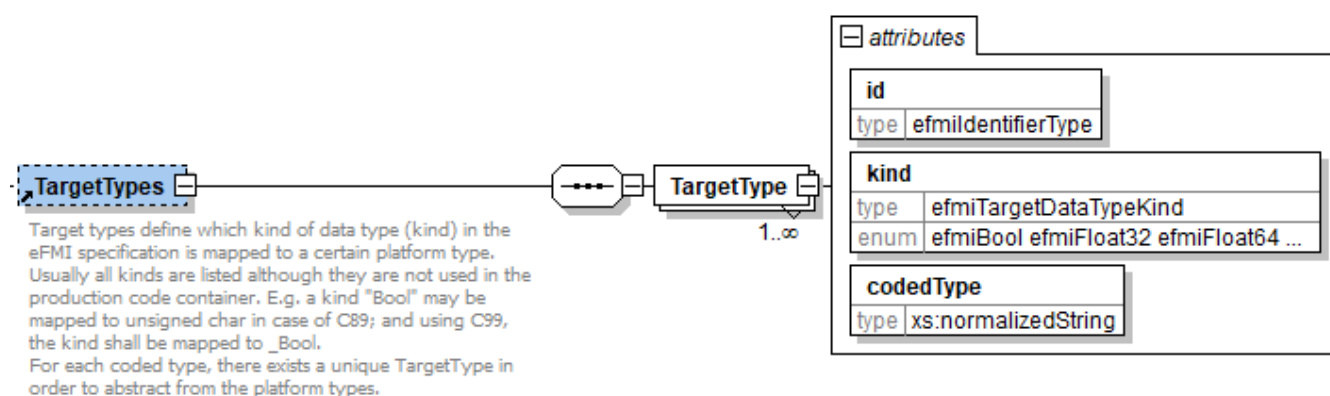 attributes
id
type efmiIdentifierType
kind
type efmiTargetDataTypeKind
enum efmiBool efmiFloat32 efmiFloat64 ...
codedType
type xs:normalizedString
TargetTypes
TargetType
1..∞
Target types define which kind of data type (kind) in the
eFMI specification is mapped to a certain platform type.
Usually all kinds are listed although they are not used in the
production code container. E.g. a kind "Bool" may be
mapped to unsigned char in case of C89; and using C99,
the kind shall be mapped to _Bool.
For each coded type, there exists a unique TargetType in
order to abstract from the platform types.